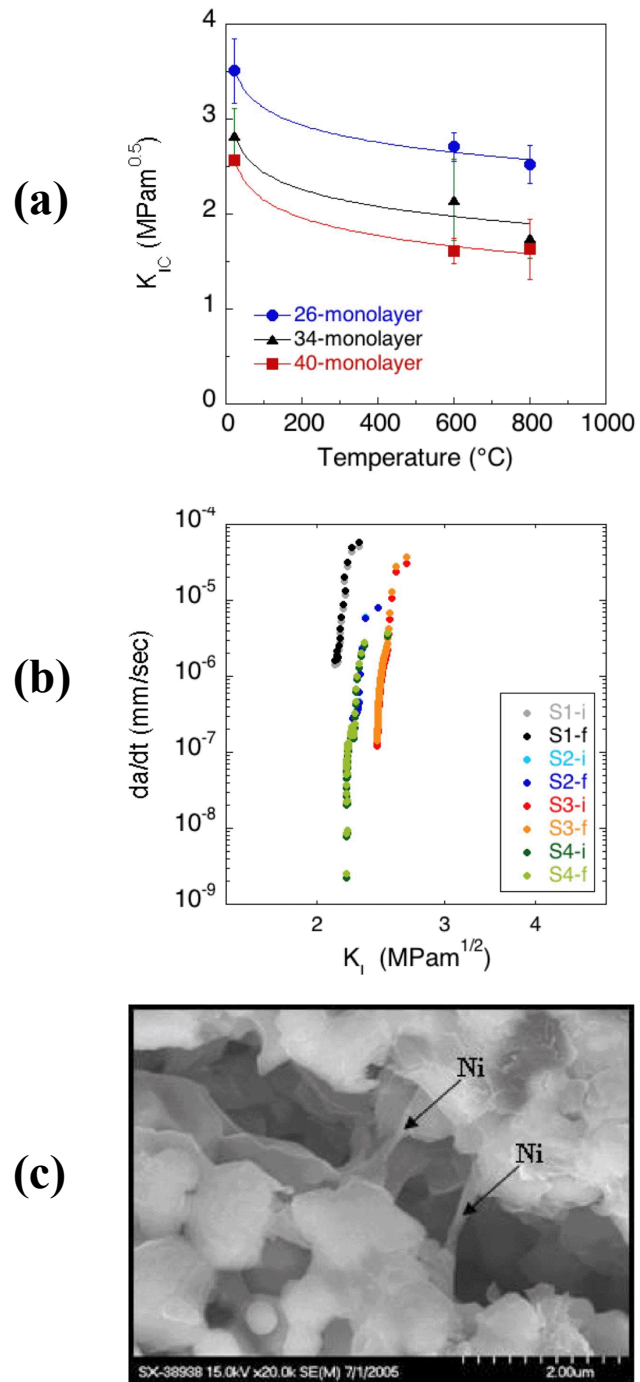 (a)
4
3
2
1
0
K_IC (MPam^0.5)
26-monolayer
34-monolayer
40-monolayer
0 200 400 600 800 1000
Temperature (°C)
(b)
10^-4
10^-5
10^-6
10^-7
10^-8
10^-9
da/dt (mm/sec)
S1-i
S1-f
S2-i
S2-f
S3-i
S3-f
S4-i
S4-f
2 3 4
K_I (MPam^1/2)
(c)
Ni
Ni
SX-38938 15.0kV x20.0k SE(M) 7/1/2005 2.00um